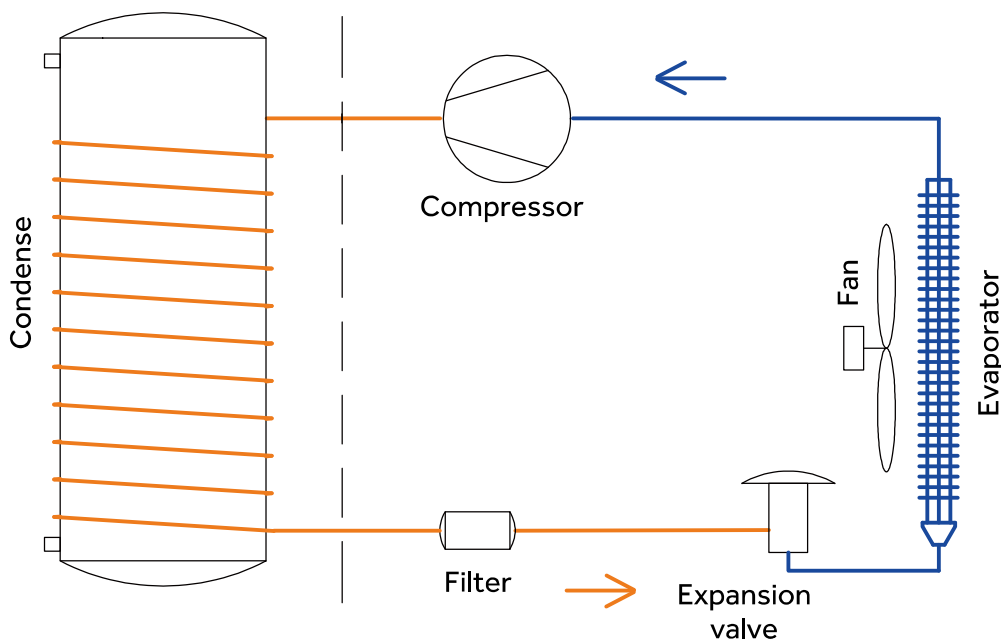 Compressor
Condense
Fan
Evaporator
Filter
Expansion
valve